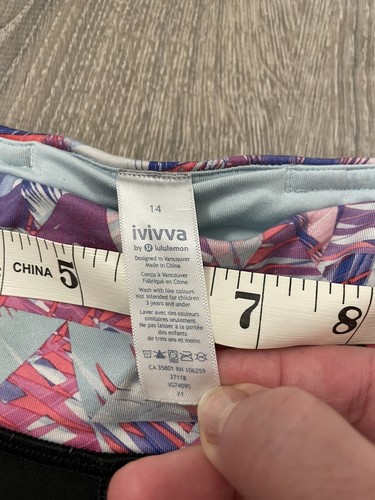 14
ivivva
by lululemon
Designed in Vancouver
Made in China
Conçu à Vancouver
Fabriqué en Chine
Wash with like colours
Not intended for children
3 years and under
Laver avec des couleurs
similaires seulement.
Ne pas laisser à la portée
des enfants
de trois ans et moins
CA 35801 RN 106259
27118
IG7409S
X1
CHINA 5
7
8